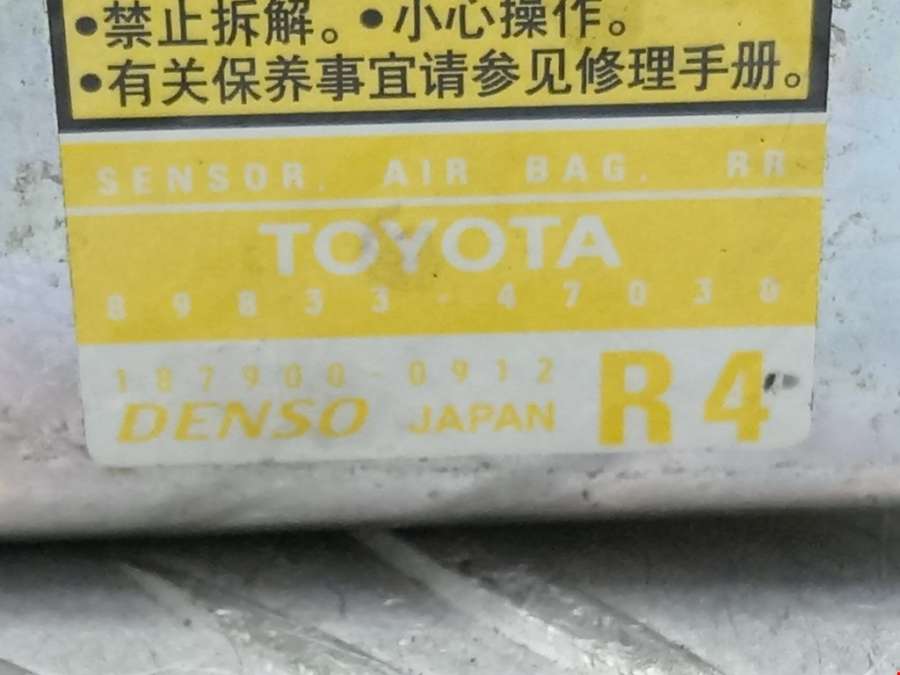 •禁止拆解。•小心操作。
•有关保养事宜请参见修理手册。
SENSOR, AIR BAG, RR
TOYOTA
89833-47030
187900-0912
DENSO JAPAN R4